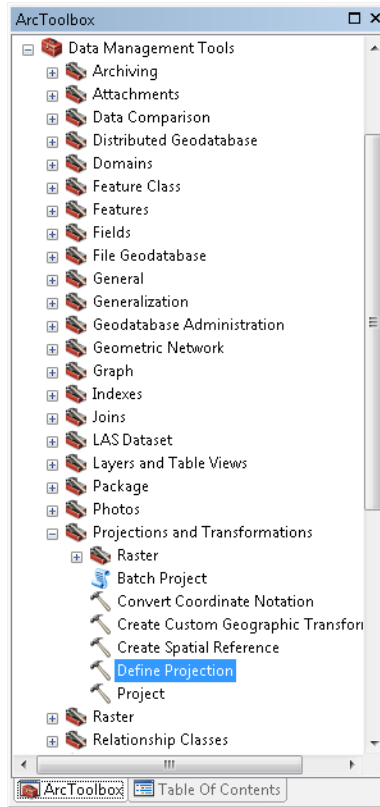 ArcToolbox
Data Management Tools
Archiving
Attachments
Data Comparison
Distributed Geodatabase
Domains
Feature Class
Features
Fields
File Geodatabase
General
Generalization
Geodatabase Administration
Geometric Network
Graph
Indexes
Joins
LAS Dataset
Layers and Table Views
Package
Photos
Projections and Transformations
Raster
Batch Project
Convert Coordinate Notation
Create Custom Geographic Transfor
Create Spatial Reference
Define Projection
Project
Raster
Relationship Classes
ArcToolbox Table Of Contents